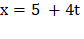 x = 5 + 4t